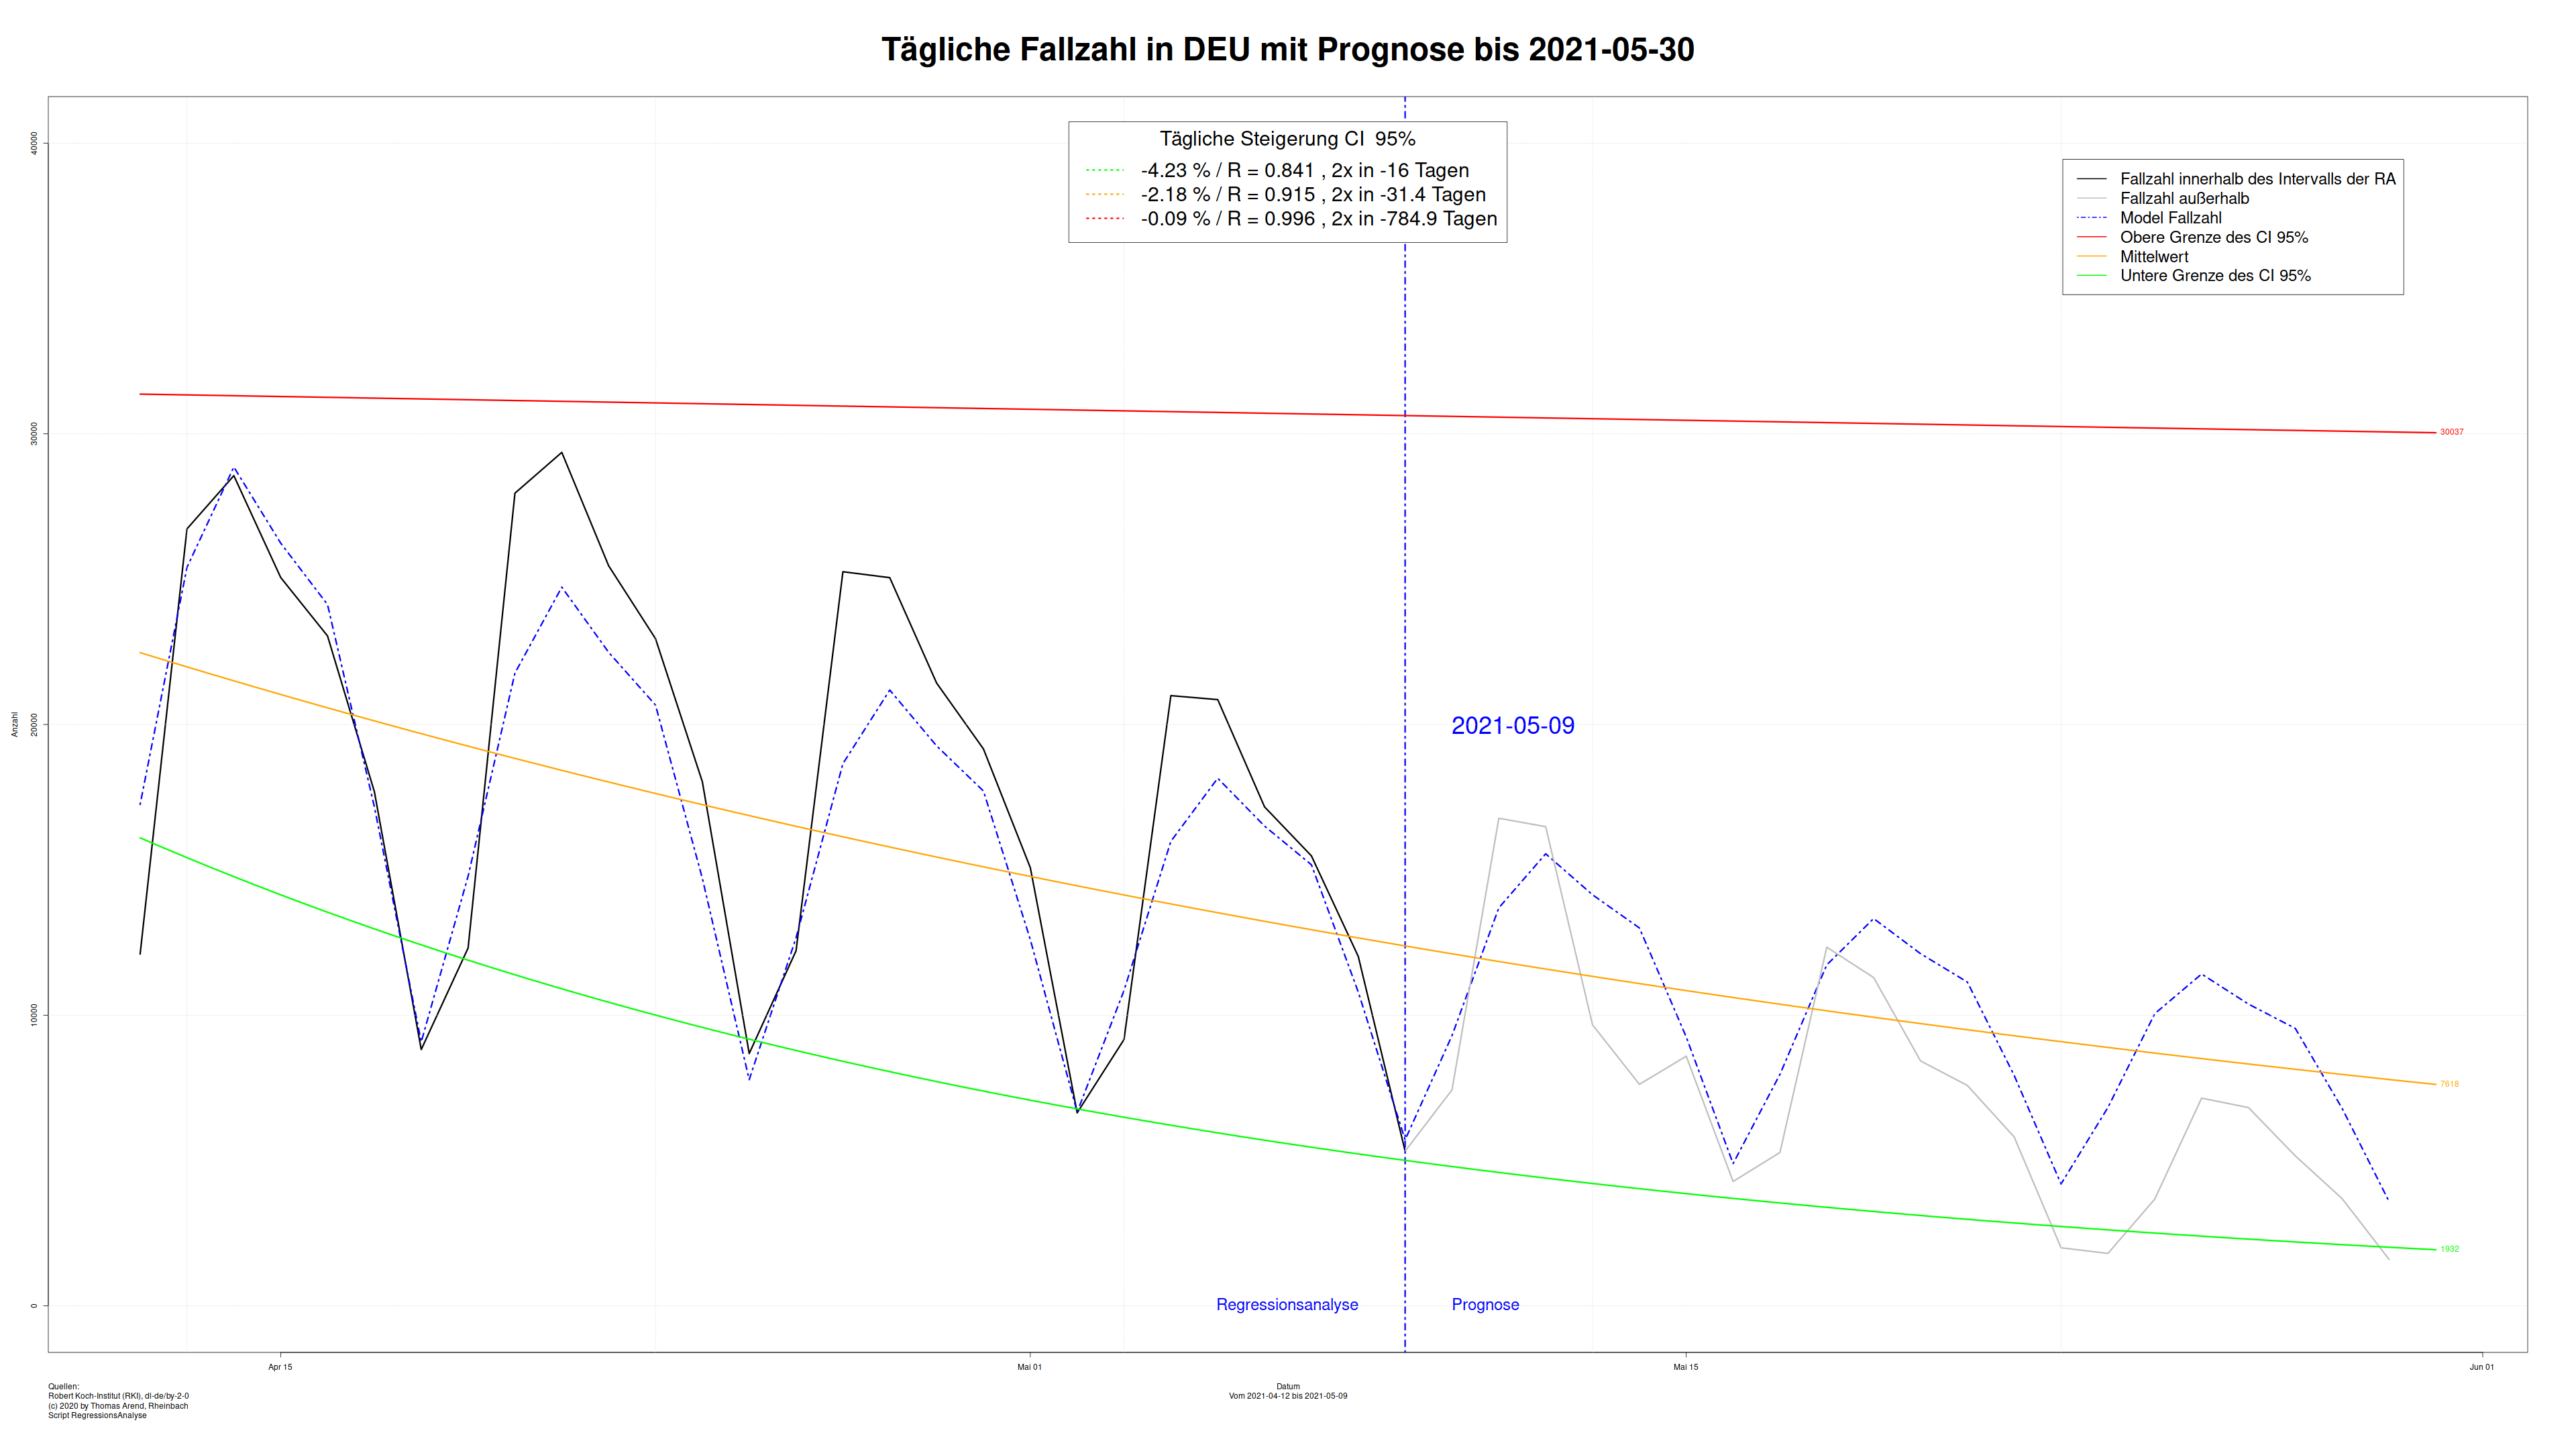 Tägliche Fallzahl in DEU mit Prognose bis 2021-05-30
Tägliche Steigerung CI  95%
-4.23 % / R = 0.841 , 2x in -16 Tagen
-2.18 % / R = 0.915 , 2x in -31.4 Tagen
-0.09 % / R = 0.996 , 2x in -784.9 Tagen
Fallzahl innerhalb des Intervalls der RA
Fallzahl außerhalb
Model Fallzahl
Obere Grenze des CI 95%
Mittelwert
Untere Grenze des CI 95%
40000
30000
20000
10000
0
Anzahl
30037
7618
1932
2021-05-09
Regressionsanalyse
Prognose
Apr 15
Mai 01
Mai 15
Jun 01
Datum
Vom 2021-04-12 bis 2021-05-09
Quellen:
Robert Koch-Institut (RKI), dl-de/by-2-0
(c) 2020 by Thomas Arend, Rheinbach
Script RegressionsAnalyse